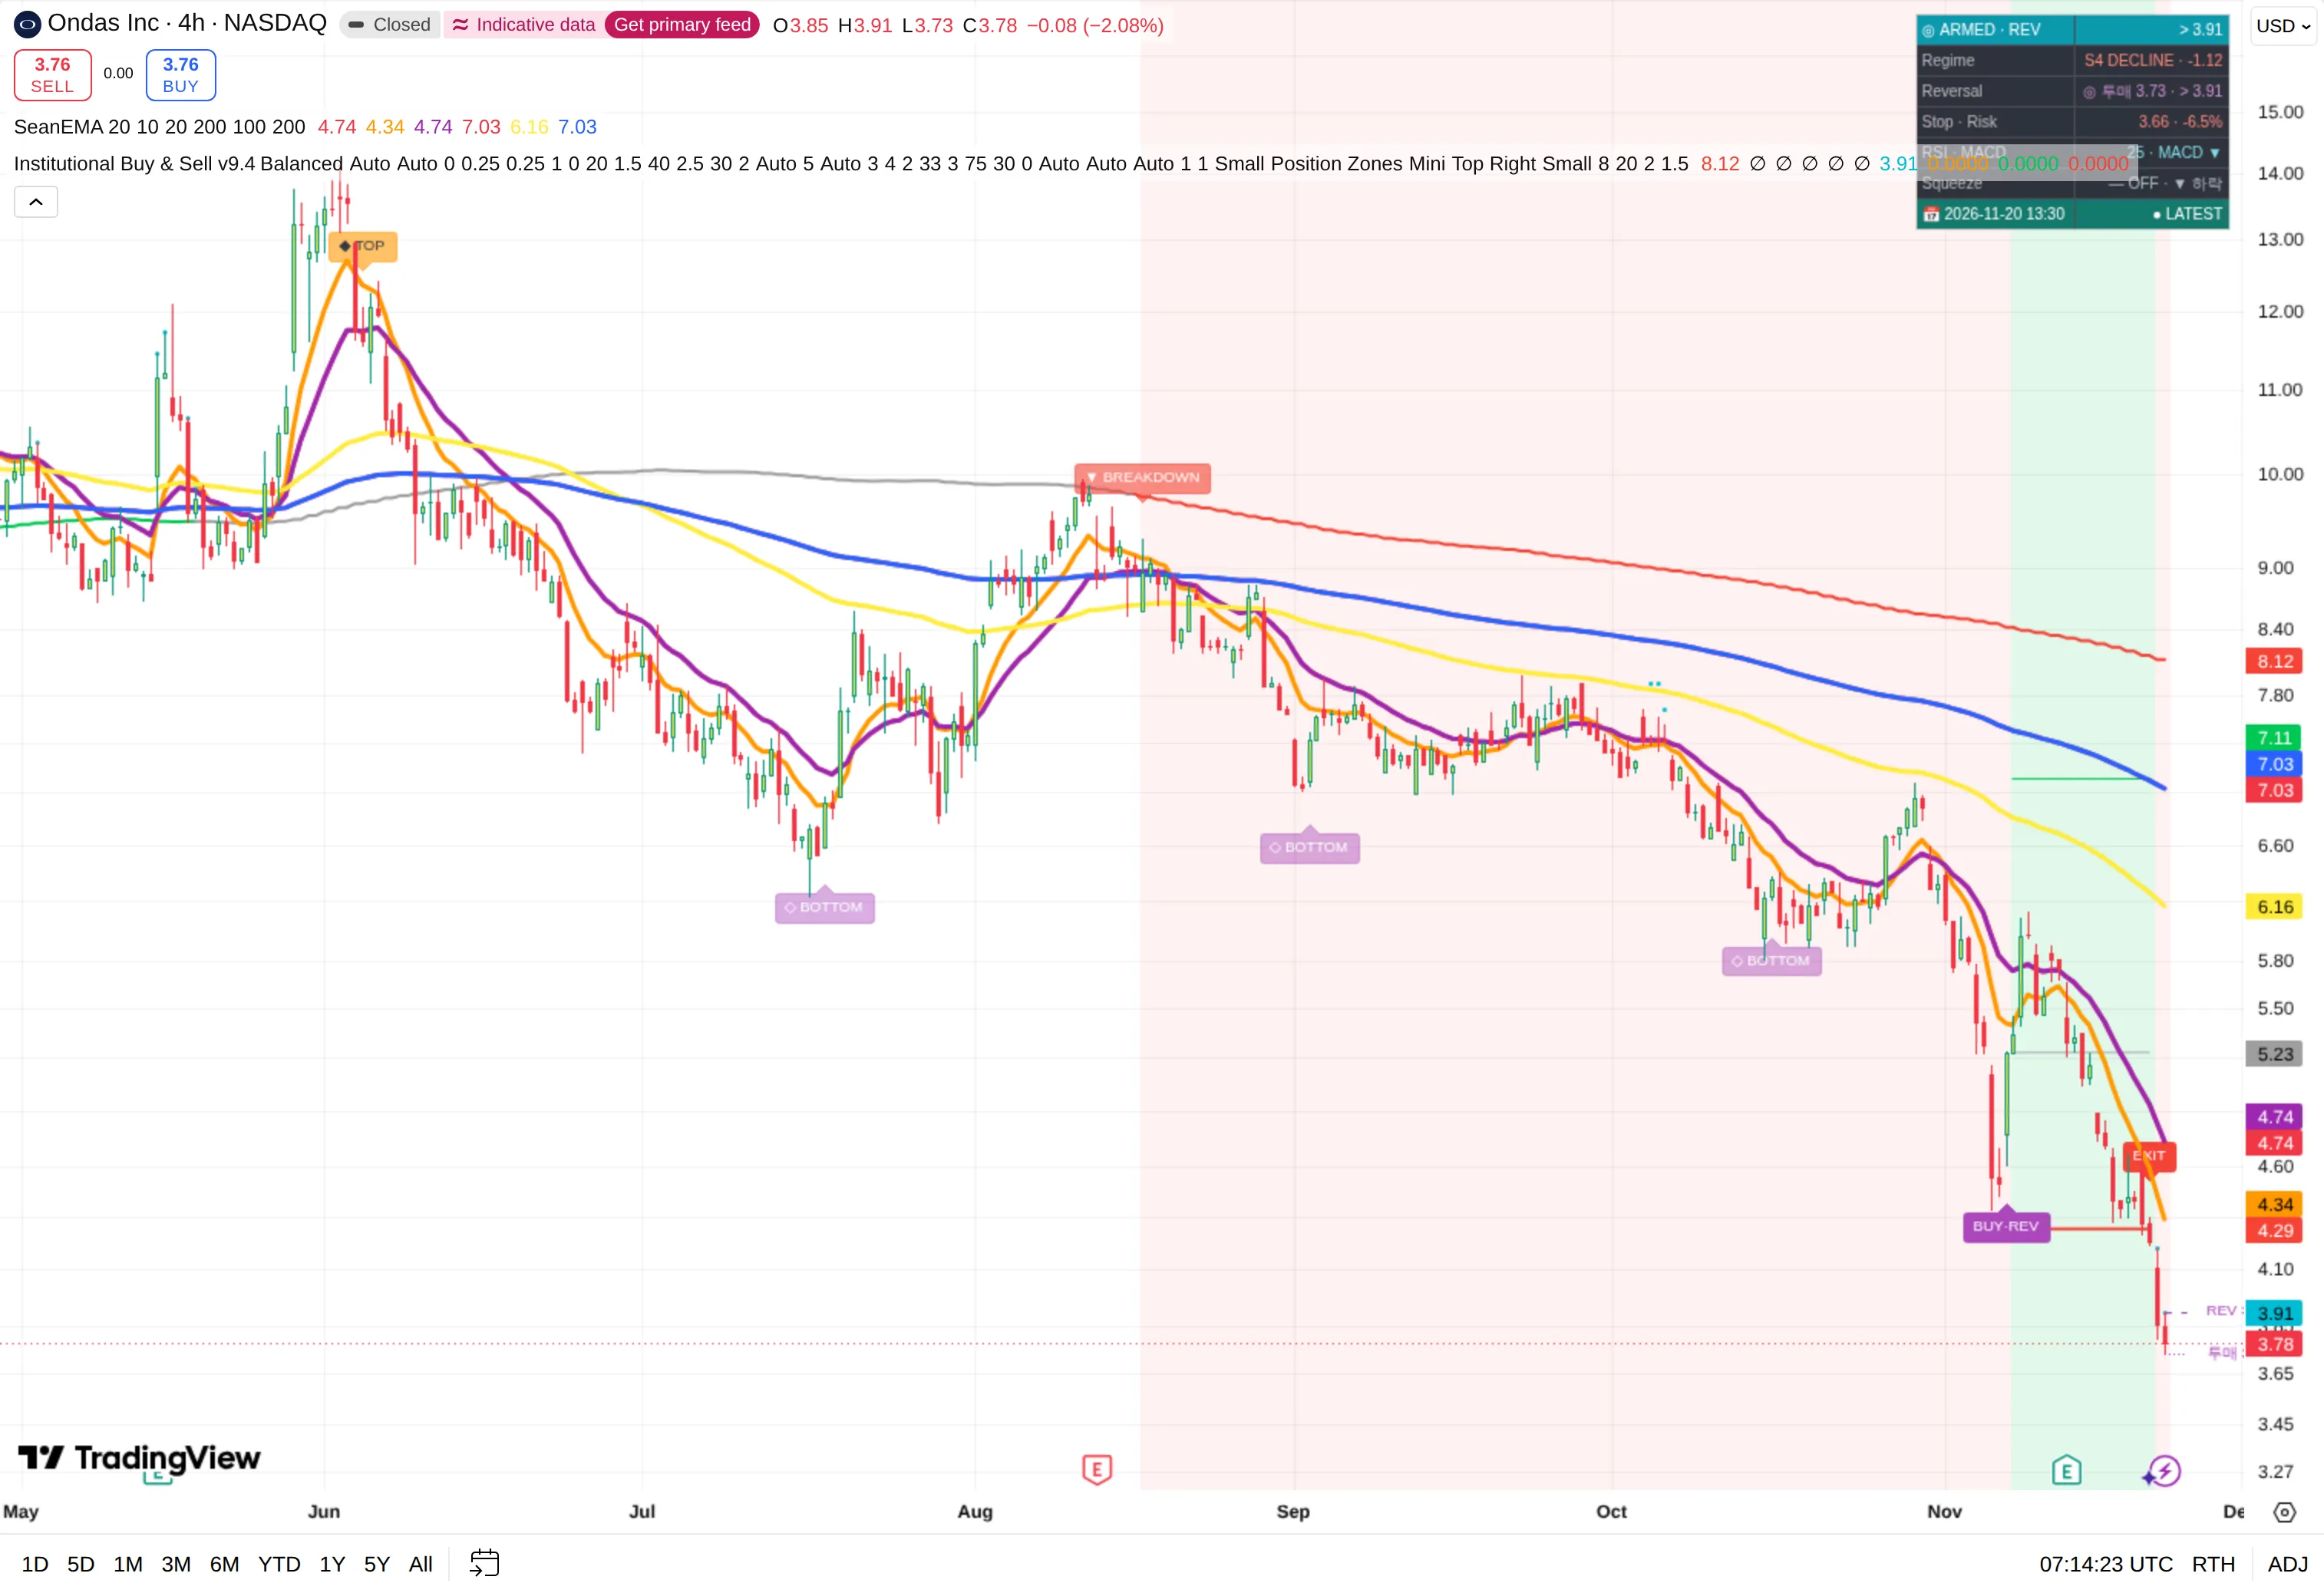 Ondas Inc · 4h · NASDAQ Closed Indicative data Get primary feed O3.85 H3.91 L3.73 C3.78 −0.08 (−2.08%)
USD
3.76
SELL
0.00
3.76
BUY
SeanEMA 20 10 20 200 100 200 4.74 4.34 4.74 7.03 6.16 7.03
Institutional Buy & Sell v9.4 Balanced Auto Auto 0 0.25 0.25 1 0 20 1.5 40 2.5 30 2 Auto 5 Auto 3 4 2 33 3 75 30 0 Auto Auto Auto 1 1 Small Position Zones Mini Top Right Small 8 20 2 1.5 8.12 ∅ ∅ ∅ ∅ ∅ 3.91 0.0000 0.0000 0.0000
◎ ARMED · REV > 3.91
Regime S4 DECLINE · -1.12
Reversal ◎ 투매 3.73 · > 3.91
Stop · Risk 3.66 · -6.5%
RSI · MACD 25 · MACD ▼
Squeeze — OFF · ▼ 하락
2026-11-20 13:30 ● LATEST
◆ TOP
▼ BREAKDOWN
◇ BOTTOM
◇ BOTTOM
◇ BOTTOM
BUY·REV
EXIT
REV
투매
15.00
14.00
13.00
12.00
11.00
10.00
9.00
8.40
8.12
7.80
7.11
7.03
7.03
6.60
6.16
5.80
5.50
5.23
4.74
4.74
4.60
4.34
4.29
4.10
3.91
3.78
3.65
3.45
3.27
TradingView
E
E
E
May Jun Jul Aug Sep Oct Nov De
1D 5D 1M 3M 6M YTD 1Y 5Y All
07:14:23 UTC RTH ADJ